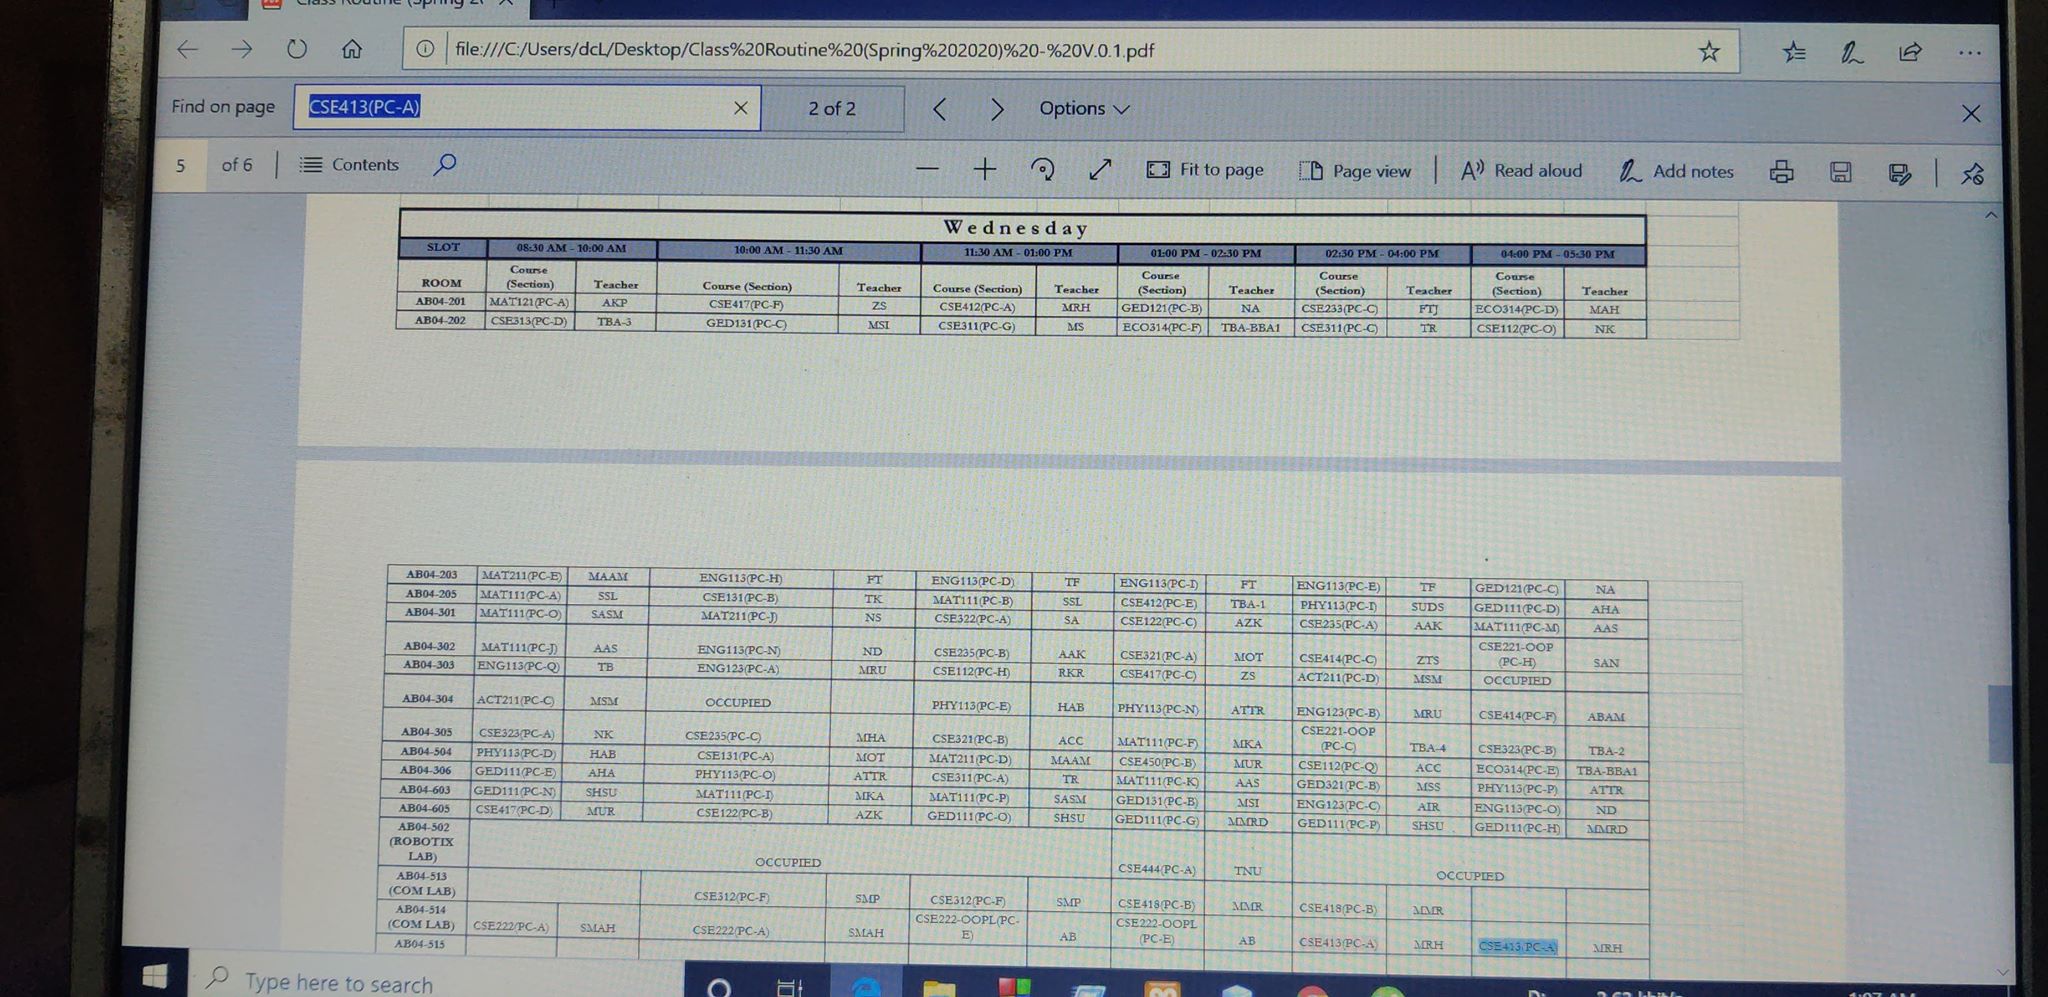 Class Routine (Spring 20
file:///C:/Users/dcL/Desktop/Class%20Routine%20(Spring%202020)%20-%20V.0.1.pdf
Find on page CSE413(PC-A) 2 of 2 Options
5 of 6 Contents Fit to page Page view Read aloud Add notes
Wednesday
SLOT 08:30 AM - 10:00 AM 10:00 AM - 11:30 AM 11:30 AM - 01:00 PM 01:00 PM - 02:30 PM 02:30 PM - 04:00 PM 04:00 PM - 05:30 PM
ROOM Course (Section) Teacher Course (Section) Teacher Course (Section) Teacher Course (Section) Teacher Course (Section) Teacher Course (Section) Teacher
AB04-201 MAT121(PC-A) AKP CSE417(PC-F) ZS CSE412(PC-A) MRH GED121(PC-B) NA CSE233(PC-C) FTJ ECO314(PC-D) MAH
AB04-202 CSE313(PC-D) TBA-3 GED131(PC-C) MSI CSE311(PC-G) MS ECO314(PC-F) TBA-BBA1 CSE311(PC-C) TR CSE112(PC-O) NK
AB04-203 MAT211(PC-E) MAAM ENG113(PC-H) FT ENG113(PC-D) TF ENG113(PC-I) FT ENG113(PC-E) TF GED121(PC-C) NA
AB04-205 MAT111(PC-A) SSL CSE131(PC-B) TK MAT111(PC-B) SSL CSE412(PC-E) TBA-1 PHY113(PC-I) SUDS GED111(PC-D) AHA
AB04-301 MAT111(PC-O) SASM MAT211(PC-J) NS CSE322(PC-A) SA CSE122(PC-C) AZK CSE235(PC-A) AAK MAT111(PC-M) AAS
AB04-302 MAT111(PC-J) AAS ENG113(PC-N) ND CSE235(PC-B) AAK CSE321(PC-A) MOT CSE414(PC-C) ZTS CSE221-OOP (PC-H) SAN
AB04-303 ENG113(PC-Q) TB ENG123(PC-A) MRU CSE112(PC-H) RKR CSE417(PC-C) ZS ACT211(PC-D) MSM OCCUPIED
AB04-304 ACT211(PC-C) MSM OCCUPIED PHY113(PC-E) HAB PHY113(PC-N) ATTR ENG123(PC-B) MRU CSE414(PC-F) ABAM
AB04-305 CSE323(PC-A) NK CSE235(PC-C) MHA CSE321(PC-B) ACC MAT111(PC-F) MKA CSE221-OOP (PC-C) TBA-4 CSE323(PC-B) TBA-2
AB04-504 PHY113(PC-D) HAB CSE131(PC-A) MOT MAT211(PC-D) MAAM CSE450(PC-B) MUR CSE112(PC-Q) ACC ECO314(PC-E) TBA-BBA1
AB04-306 GED111(PC-E) AHA PHY113(PC-O) ATTR CSE311(PC-A) TR MAT111(PC-K) AAS GED321(PC-B) MSS PHY113(PC-P) ATTR
AB04-603 GED111(PC-N) SHSU MAT111(PC-I) MKA MAT111(PC-P) SASM GED131(PC-B) MSI ENG123(PC-C) AIR ENG113(PC-O) ND
AB04-605 CSE417(PC-D) MUR CSE122(PC-B) AZK GED111(PC-O) SHSU GED111(PC-G) MMRD GED111(PC-P) SHSU GED111(PC-H) MMRD
AB04-502 (ROBOTIX LAB) OCCUPIED CSE444(PC-A) TNU OCCUPIED
AB04-513 (COM LAB) CSE312(PC-F) SMP CSE312(PC-F) SMP CSE418(PC-B) MMR CSE418(PC-B) MMR
AB04-514 (COM LAB) CSE222(PC-A) SMAH CSE222(PC-A) SMAH CSE222-OOPL(PC-E) AB CSE222-OOPL (PC-E) AB CSE413(PC-A) MRH CSE413(PC-A) MRH
AB04-515
Type here to search